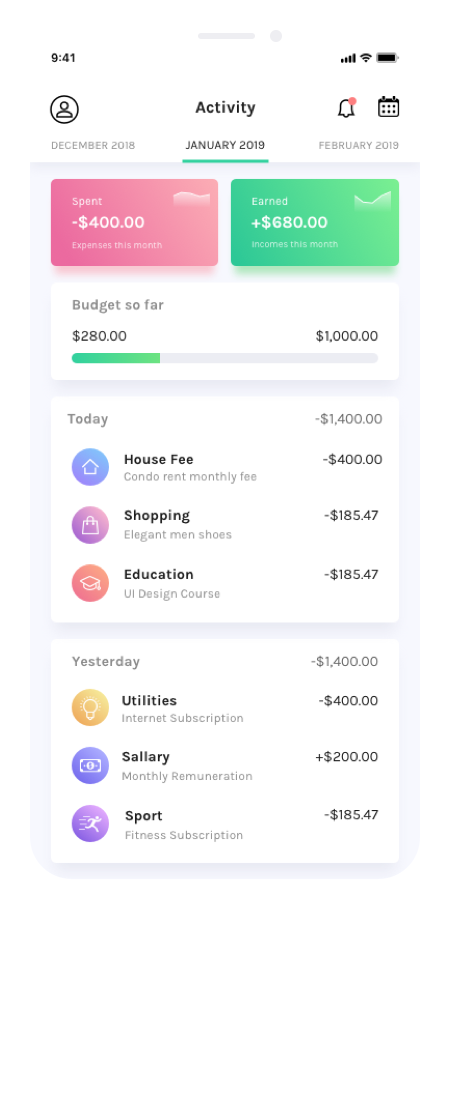 9:41
Activity
DECEMBER 2018 JANUARY 2019 FEBRUARY 2019
Spent
-$400.00
Expenses this month
Earned
+$680.00
Incomes this month
Budget so far
$280.00 $1,000.00
Today -$1,400.00
House Fee -$400.00
Condo rent monthly fee
Shopping -$185.47
Elegant men shoes
Education -$185.47
UI Design Course
Yesterday -$1,400.00
Utilities -$400.00
Internet Subscription
Sallary +$200.00
Monthly Remuneration
Sport -$185.47
Fitness Subscription